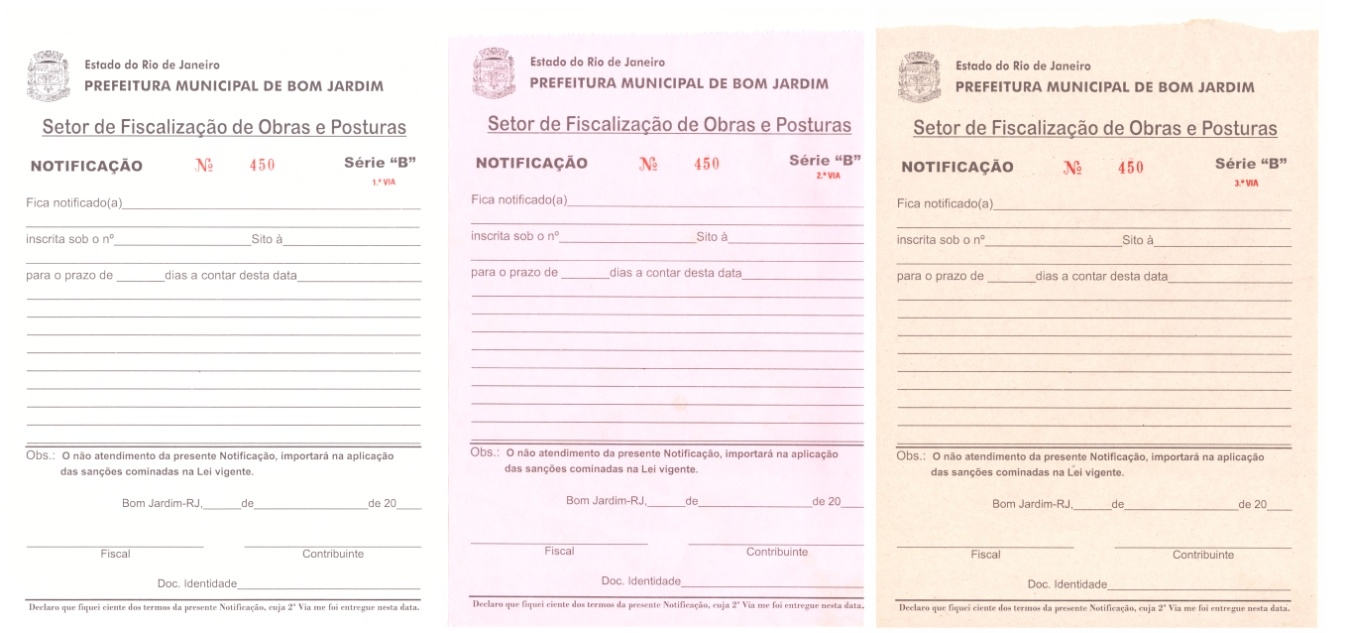 Estado do Rio de Janeiro
PREFEITURA MUNICIPAL DE BOM JARDIM
Setor de Fiscalização de Obras e Posturas
NOTIFICAÇÃO Nº 450 Série “B”
1.ª VIA
Fica notificado(a)
inscrita sob o nº Sito à
para o prazo de dias a contar desta data
Obs.: O não atendimento da presente Notificação, importará na aplicação
das sanções cominadas na Lei vigente.
Bom Jardim-RJ, de de 20
Fiscal Contribuinte
Doc. Identidade
Declaro que fiquei ciente dos termos da presente Notificação, cuja 2ª Via me foi entregue nesta data.
Estado do Rio de Janeiro
PREFEITURA MUNICIPAL DE BOM JARDIM
Setor de Fiscalização de Obras e Posturas
NOTIFICAÇÃO Nº 450 Série “B”
2.ª VIA
Fica notificado(a)
inscrita sob o nº Sito à
para o prazo de dias a contar desta data
Obs.: O não atendimento da presente Notificação, importará na aplicação
das sanções cominadas na Lei vigente.
Bom Jardim-RJ, de de 20
Fiscal Contribuinte
Doc. Identidade
Declaro que fiquei ciente dos termos da presente Notificação, cuja 2ª Via me foi entregue nesta data.
Estado do Rio de Janeiro
PREFEITURA MUNICIPAL DE BOM JARDIM
Setor de Fiscalização de Obras e Posturas
NOTIFICAÇÃO Nº 450 Série “B”
3.ª VIA
Fica notificado(a)
inscrita sob o nº Sito à
para o prazo de dias a contar desta data
Obs.: O não atendimento da presente Notificação, importará na aplicação
das sanções cominadas na Lei vigente.
Bom Jardim-RJ, de de 20
Fiscal Contribuinte
Doc. Identidade
Declaro que fiquei ciente dos termos da presente Notificação, cuja 2ª Via me foi entregue nesta data.